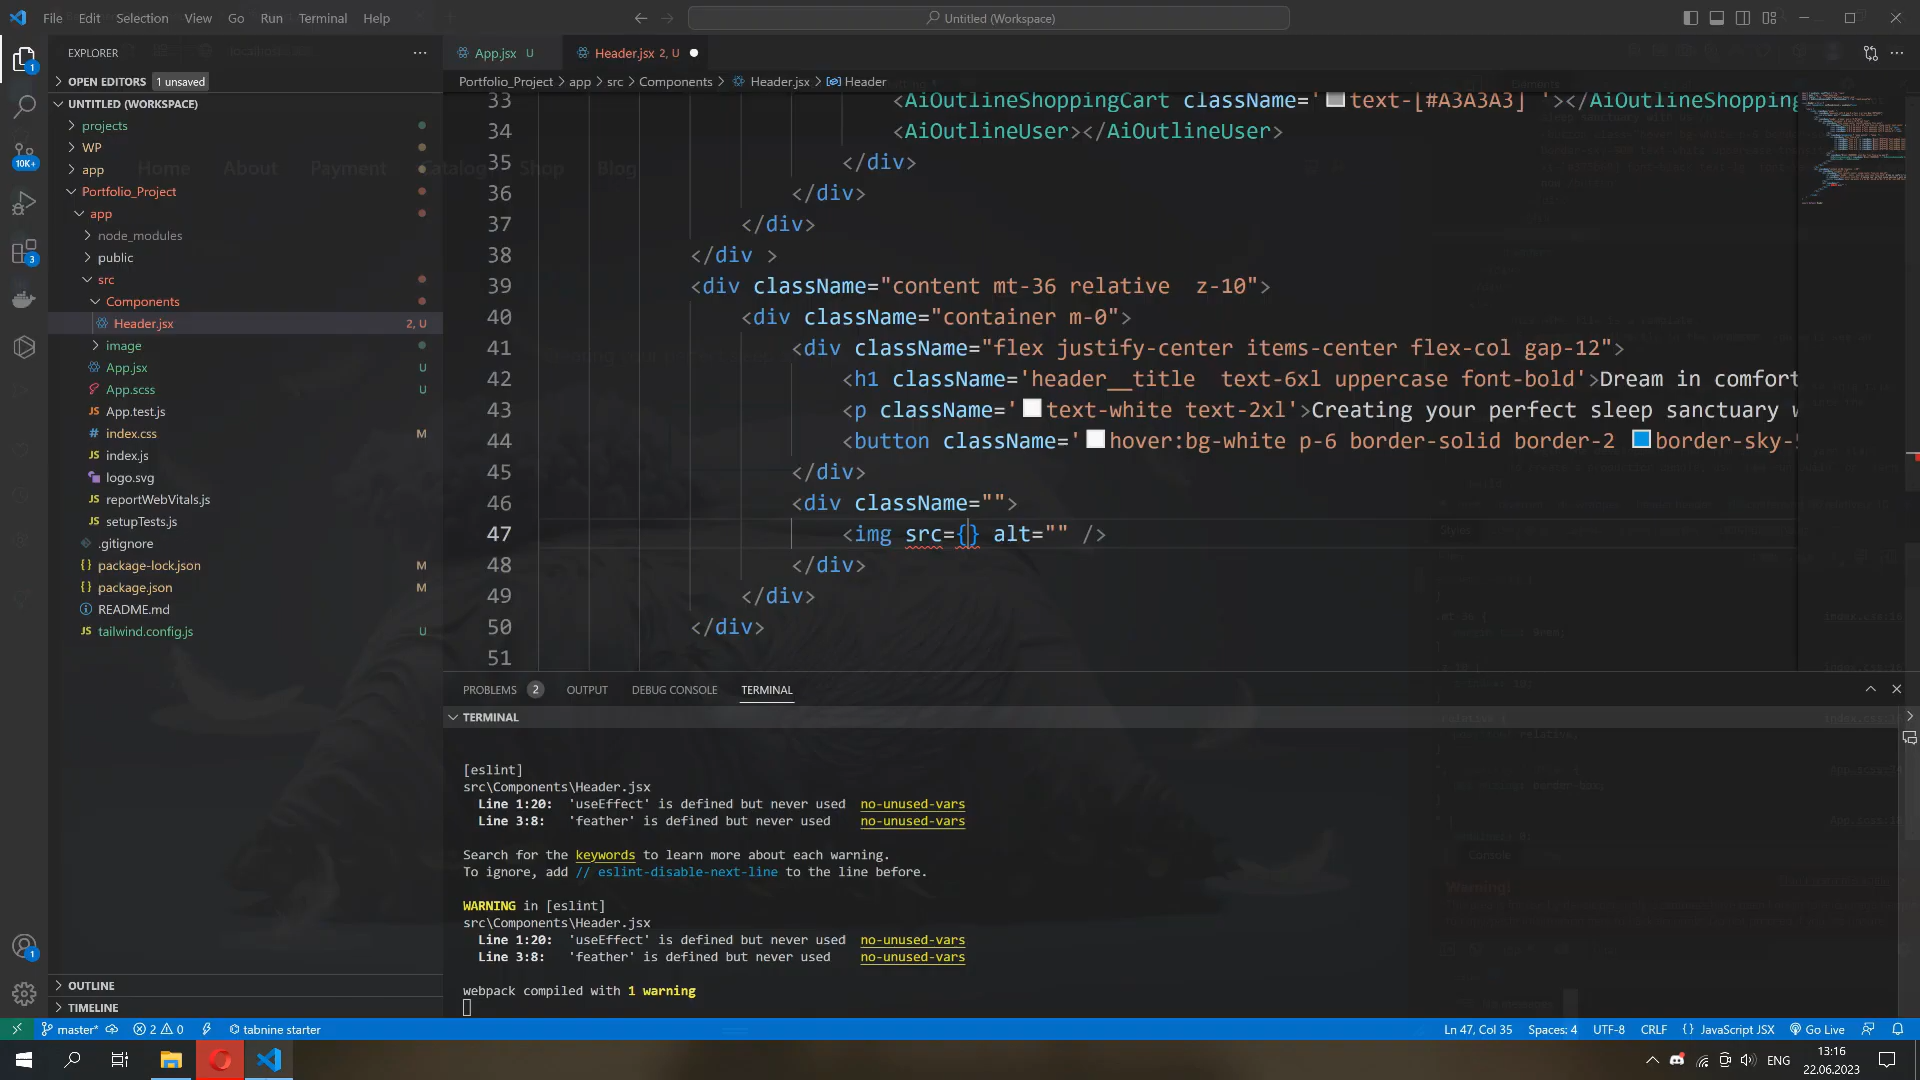 File Edit Selection View Go Run Terminal Help
Untitled (Workspace)
EXPLORER
App.jsx U
Header.jsx 2, U
OPEN EDITORS 1 unsaved
Portfolio_Project > app > src > Components > Header.jsx > Header
UNTITLED (WORKSPACE)
projects
WP
app
Portfolio_Project
app
node_modules
public
src
Components
Header.jsx 2, U
image
App.jsx U
App.scss U
App.test.js
index.css M
index.js
logo.svg
reportWebVitals.js
setupTests.js
.gitignore
package-lock.json M
package.json M
README.md
tailwind.config.js U
OUTLINE
TIMELINE
1
10K+
3
1
Home About Payment Catalog Shop Blog
33 <AiOutlineShoppingCart className=' text-[#A3A3A3] '></AiOutlineShopping
34 <AiOutlineUser></AiOutlineUser>
35 </div>
36 </div>
37 </div>
38 </div >
39 <div className="content mt-36 relative  z-10">
40 <div className="container m-0">
41 <div className="flex justify-center items-center flex-col gap-12">
42 <h1 className='header__title  text-6xl uppercase font-bold'>Dream in comfort
43 <p className=' text-white text-2xl'>Creating your perfect sleep sanctuary w
44 <button className=' hover:bg-white p-6 border-solid border-2 border-sky-5
45 </div>
46 <div className="">
47 <img src={} alt="" />
48 </div>
49 </div>
50 </div>
51
PROBLEMS 2 OUTPUT DEBUG CONSOLE TERMINAL
TERMINAL
[eslint]
src\Components\Header.jsx
Line 1:20: 'useEffect' is defined but never used no-unused-vars
Line 3:8: 'feather' is defined but never used no-unused-vars
Search for the keywords to learn more about each warning.
To ignore, add // eslint-disable-next-line to the line before.
WARNING in [eslint]
src\Components\Header.jsx
Line 1:20: 'useEffect' is defined but never used no-unused-vars
Line 3:8: 'feather' is defined but never used no-unused-vars
webpack compiled with 1 warning
master* 2 0 tabnine starter
Ln 47, Col 35 Spaces: 4 UTF-8 CRLF {} JavaScript JSX Go Live
ENG
13:16
22.06.2023